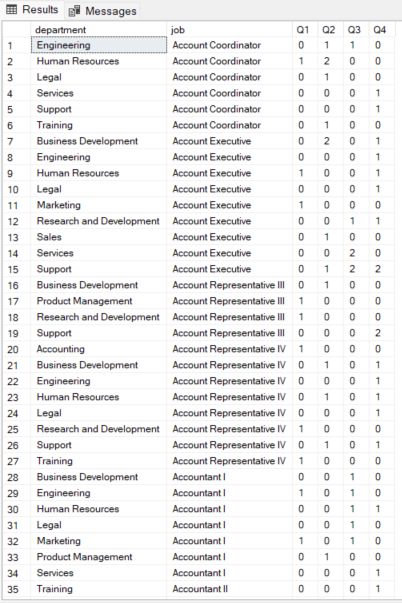 Results Messages
department job Q1 Q2 Q3 Q4
1 Engineering Account Coordinator 0 1 1 0
2 Human Resources Account Coordinator 1 2 0 0
3 Legal Account Coordinator 0 1 0 0
4 Services Account Coordinator 0 0 0 1
5 Support Account Coordinator 0 0 0 1
6 Training Account Coordinator 0 1 0 0
7 Business Development Account Executive 0 2 0 1
8 Engineering Account Executive 0 0 0 1
9 Human Resources Account Executive 1 0 0 1
10 Legal Account Executive 0 0 0 1
11 Marketing Account Executive 1 0 0 0
12 Research and Development Account Executive 0 0 1 1
13 Sales Account Executive 0 1 0 0
14 Services Account Executive 0 0 2 0
15 Support Account Executive 0 1 2 2
16 Business Development Account Representative III 0 1 0 0
17 Product Management Account Representative III 1 0 0 0
18 Research and Development Account Representative III 1 0 0 0
19 Support Account Representative III 0 0 0 2
20 Accounting Account Representative IV 1 0 0 0
21 Business Development Account Representative IV 0 1 0 1
22 Engineering Account Representative IV 0 0 0 1
23 Human Resources Account Representative IV 0 1 0 1
24 Legal Account Representative IV 0 0 0 1
25 Research and Development Account Representative IV 1 0 0 0
26 Support Account Representative IV 0 1 0 1
27 Training Account Representative IV 1 0 0 0
28 Business Development Accountant I 0 0 1 0
29 Engineering Accountant I 1 0 1 0
30 Human Resources Accountant I 0 0 1 1
31 Legal Accountant I 0 0 1 0
32 Marketing Accountant I 1 0 1 0
33 Product Management Accountant I 0 1 0 0
34 Services Accountant I 0 0 0 1
35 Training Accountant II 0 0 0 1